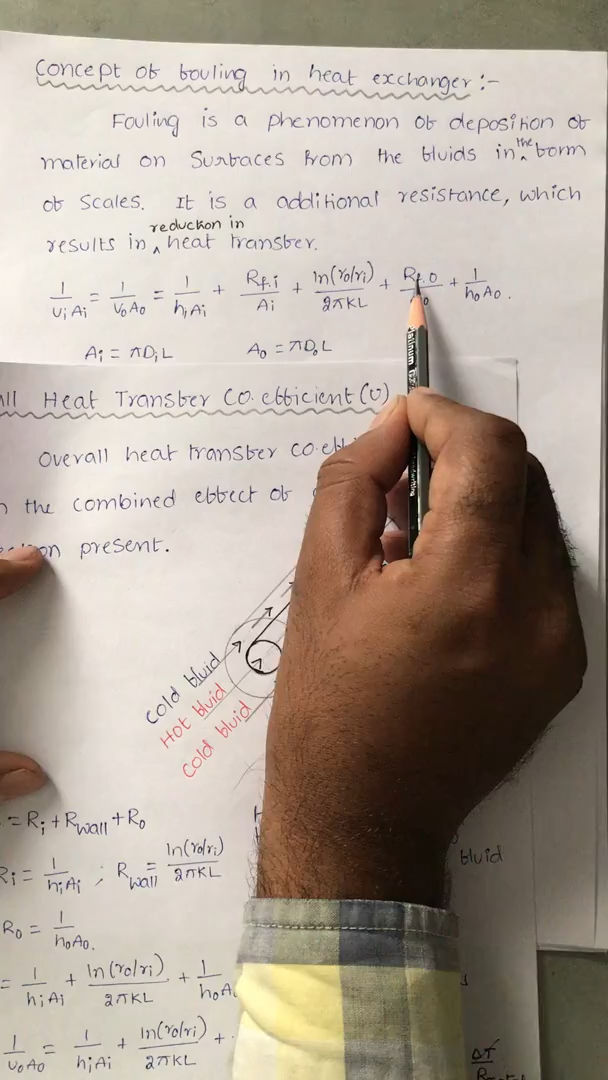 Concept of fouling in heat exchanger :-
Fouling is a phenomenon of deposition of
material on surfaces from the fluids in the form
of scales. It is a additional resistance, which
results in reduction in heat transfer.
1/UiAi = 1/UoAo = 1/hiAi + Rf.i/Ai + ln(ro/ri)/2πKL + Rf.o/Ao + 1/hoAo.
Ai = πDiL Ao = πDoL
Heat Transfer Co.efficient (U)
Overall heat transfer
the combined effect of
present.
Cold fluid
Hot fluid
Cold fluid
= Ri + Rwall + Ro
Ri = 1/hiAi ; Rwall = ln(ro/ri)/2πKL
fluid
Ro = 1/hoAo.
= 1/hiAi + ln(ro/ri)/2πKL + 1/hoAo
1/UoAo = 1/hiAi + ln(ro/ri)/2πKL +